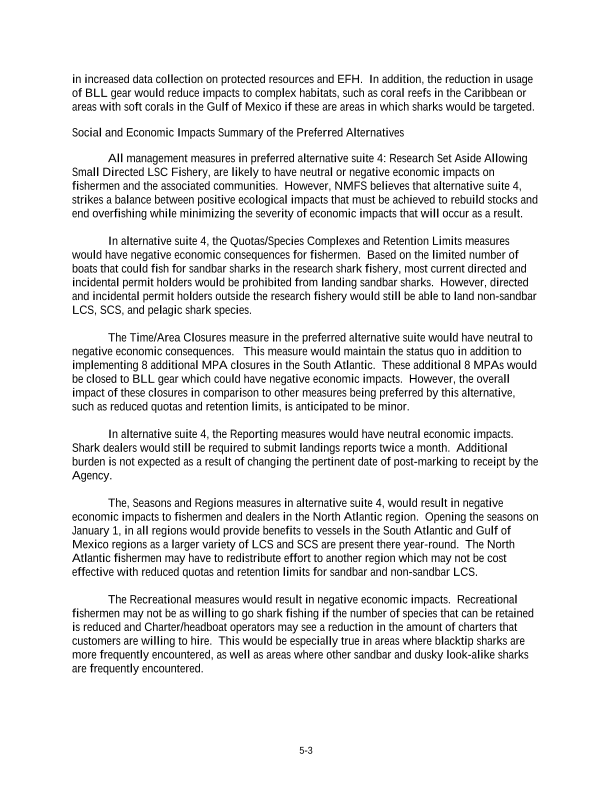 in increased data collection on protected resources and EFH.  In addition, the reduction in usage
of BLL gear would reduce impacts to complex habitats, such as coral reefs in the Caribbean or
areas with soft corals in the Gulf of Mexico if these are areas in which sharks would be targeted.
Social and Economic Impacts Summary of the Preferred Alternatives
All management measures in preferred alternative suite 4: Research Set Aside Allowing
Small Directed LSC Fishery, are likely to have neutral or negative economic impacts on
fishermen and the associated communities.  However, NMFS believes that alternative suite 4,
strikes a balance between positive ecological impacts that must be achieved to rebuild stocks and
end overfishing while minimizing the severity of economic impacts that will occur as a result.
In alternative suite 4, the Quotas/Species Complexes and Retention Limits measures
would have negative economic consequences for fishermen.  Based on the limited number of
boats that could fish for sandbar sharks in the research shark fishery, most current directed and
incidental permit holders would be prohibited from landing sandbar sharks.  However, directed
and incidental permit holders outside the research fishery would still be able to land non-sandbar
LCS, SCS, and pelagic shark species.
The Time/Area Closures measure in the preferred alternative suite would have neutral to
negative economic consequences.   This measure would maintain the status quo in addition to
implementing 8 additional MPA closures in the South Atlantic.  These additional 8 MPAs would
be closed to BLL gear which could have negative economic impacts.  However, the overall
impact of these closures in comparison to other measures being preferred by this alternative,
such as reduced quotas and retention limits, is anticipated to be minor.
In alternative suite 4, the Reporting measures would have neutral economic impacts.
Shark dealers would still be required to submit landings reports twice a month.  Additional
burden is not expected as a result of changing the pertinent date of post-marking to receipt by the
Agency.
The, Seasons and Regions measures in alternative suite 4, would result in negative
economic impacts to fishermen and dealers in the North Atlantic region.  Opening the seasons on
January 1, in all regions would provide benefits to vessels in the South Atlantic and Gulf of
Mexico regions as a larger variety of LCS and SCS are present there year-round.  The North
Atlantic fishermen may have to redistribute effort to another region which may not be cost
effective with reduced quotas and retention limits for sandbar and non-sandbar LCS.
The Recreational measures would result in negative economic impacts.  Recreational
fishermen may not be as willing to go shark fishing if the number of species that can be retained
is reduced and Charter/headboat operators may see a reduction in the amount of charters that
customers are willing to hire.  This would be especially true in areas where blacktip sharks are
more frequently encountered, as well as areas where other sandbar and dusky look-alike sharks
are frequently encountered.
5-3